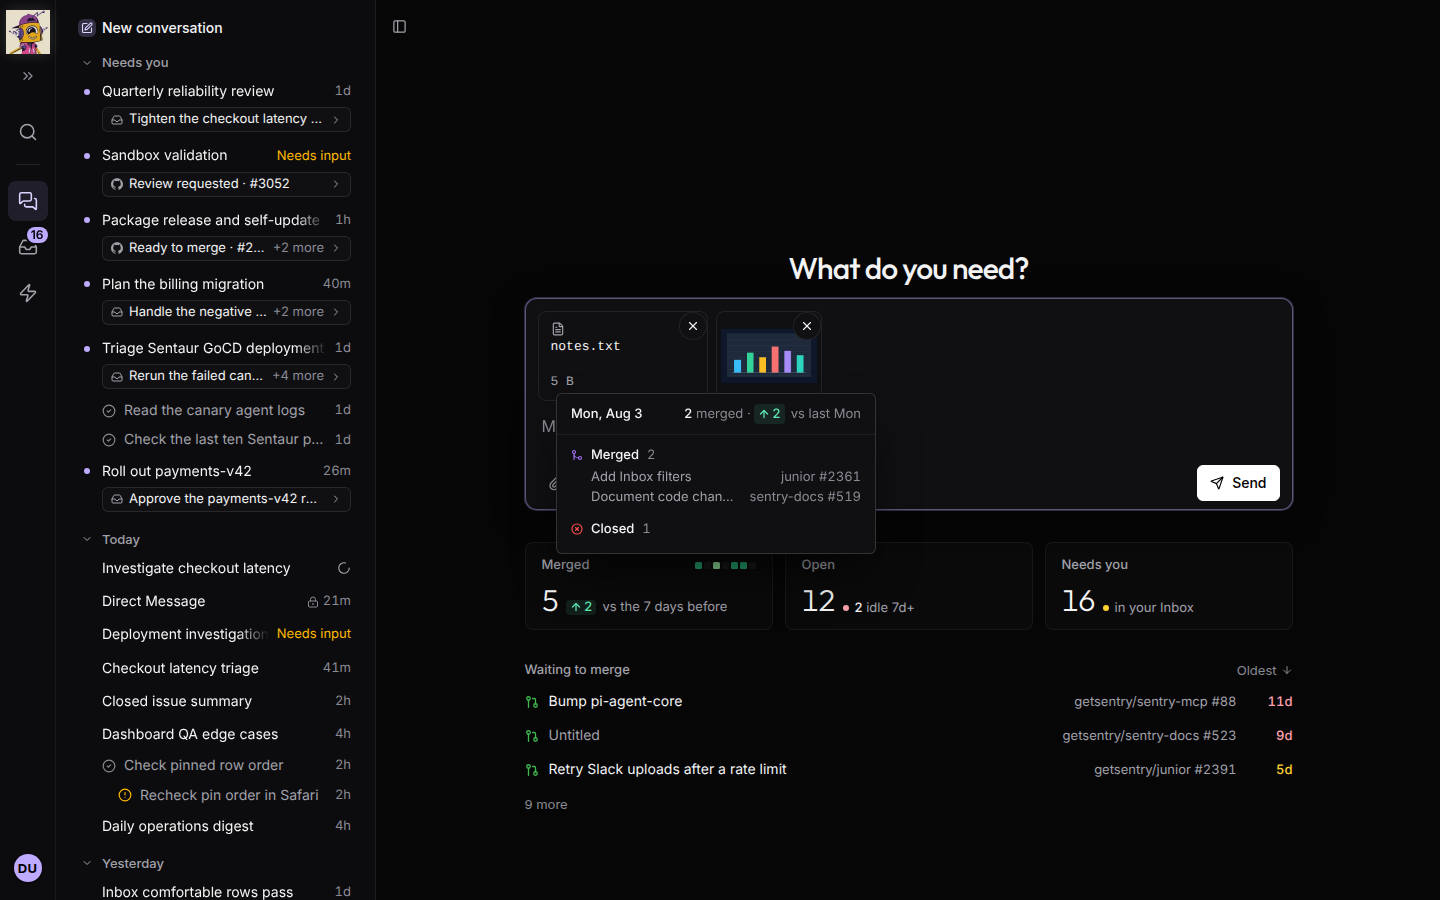 New conversation
Needs you
Quarterly reliability review 1d
Tighten the checkout latency ...
Sandbox validation Needs input
Review requested · #3052
Package release and self-update 1h
Ready to merge · #2... +2 more
Plan the billing migration 40m
Handle the negative ... +2 more
Triage Sentaur GoCD deployment 1d
Rerun the failed can... +4 more
Read the canary agent logs 1d
Check the last ten Sentaur p... 1d
Roll out payments-v42 26m
Approve the payments-v42 r...
Today
Investigate checkout latency
Direct Message 21m
Deployment investigation Needs input
Checkout latency triage 41m
Closed issue summary 2h
Dashboard QA edge cases 4h
Check pinned row order 2h
Recheck pin order in Safari 2h
Daily operations digest 4h
Yesterday
Inbox comfortable rows pass 1d
16
DU
What do you need?
notes.txt
5 B
M
Mon, Aug 3 2 merged · ↑ 2 vs last Mon
Merged 2
Add Inbox filters junior #2361
Document code chan... sentry-docs #519
Closed 1
Send
Merged
5 ↑ 2 vs the 7 days before
Open
12 2 idle 7d+
Needs you
16 in your Inbox
Waiting to merge Oldest ↓
Bump pi-agent-core getsentry/sentry-mcp #88 11d
Untitled getsentry/sentry-docs #523 9d
Retry Slack uploads after a rate limit getsentry/junior #2391 5d
9 more